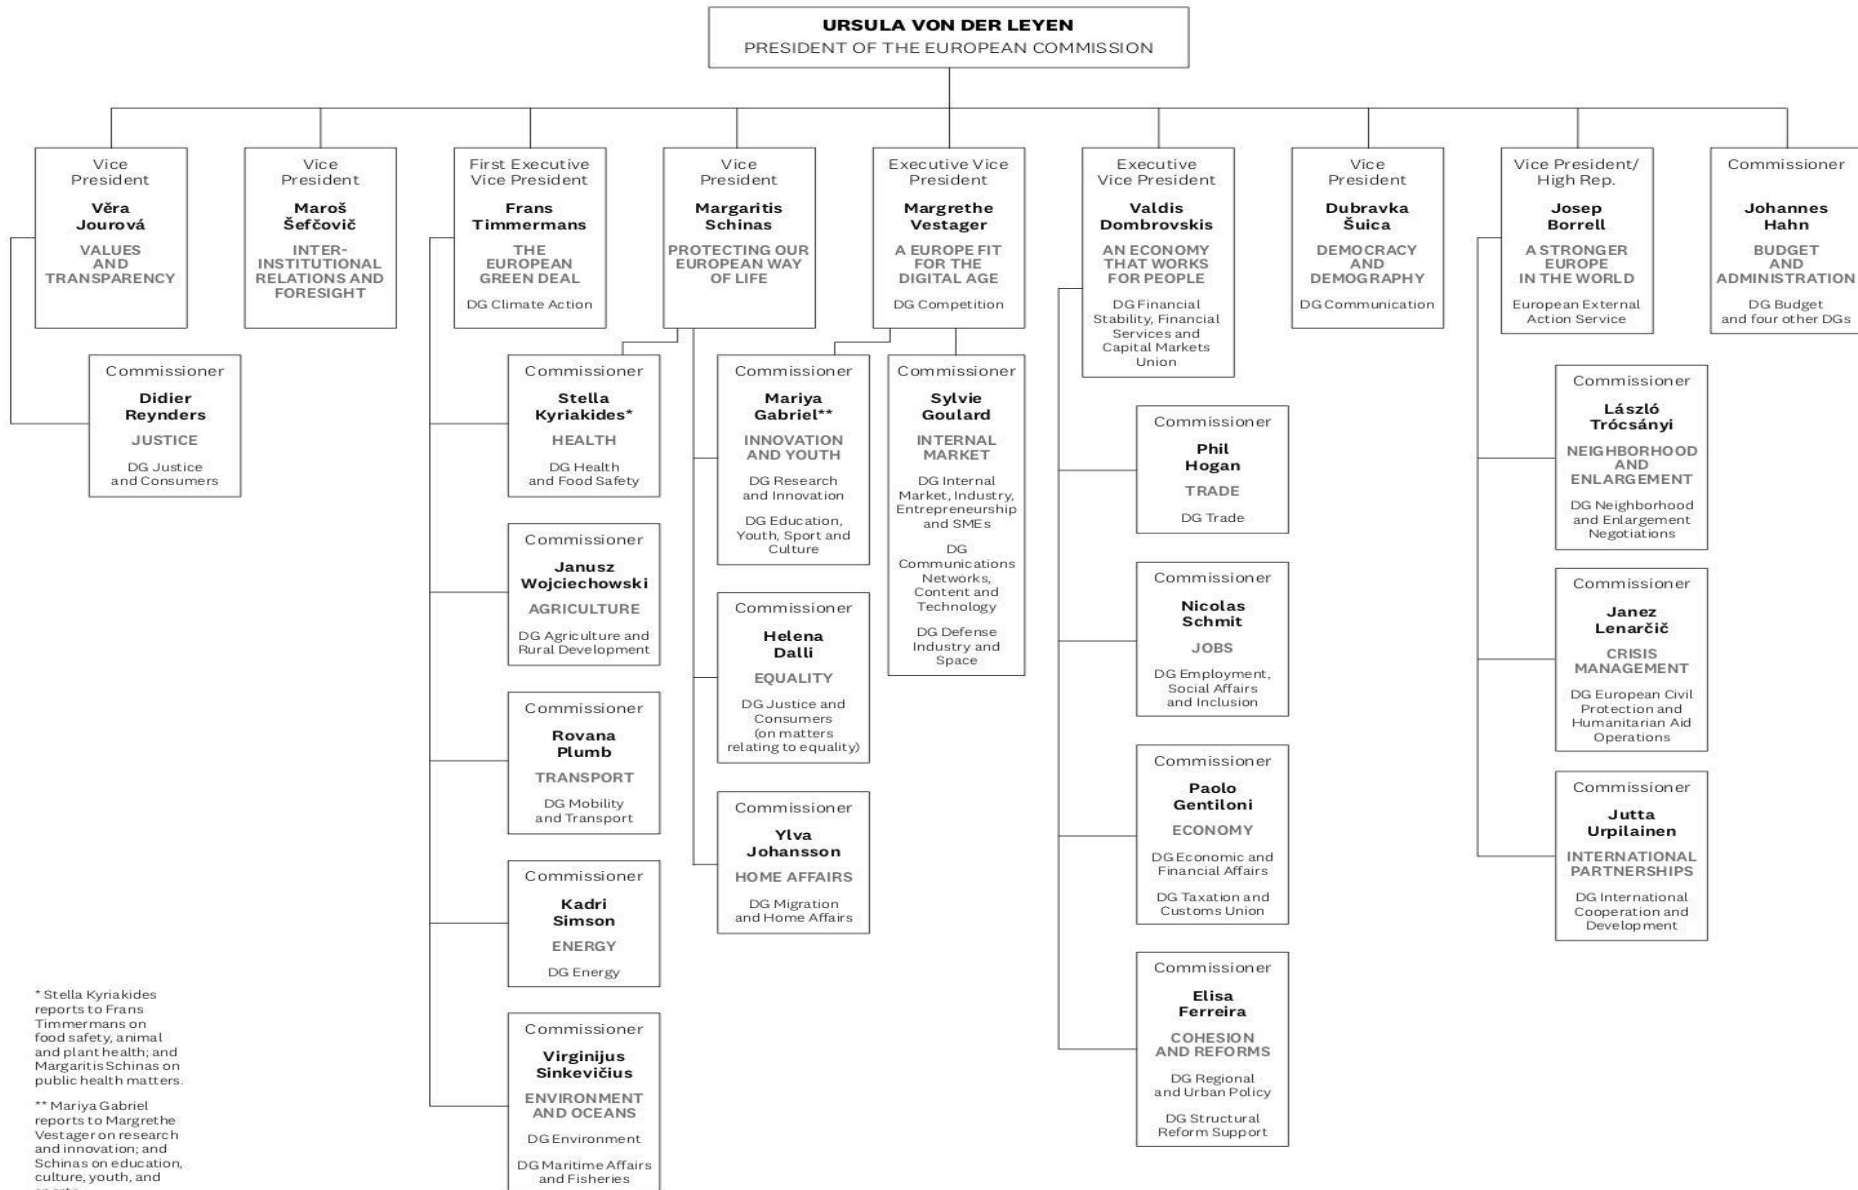 URSULA VON DER LEYEN
PRESIDENT OF THE EUROPEAN COMMISSION
Vice
President
Věra
Jourová
VALUES
AND
TRANSPARENCY
Vice
President
Maroš
Šefčovič
INTER-
INSTITUTIONAL
RELATIONS AND
FORESIGHT
First Executive
Vice President
Frans
Timmermans
THE
EUROPEAN
GREEN DEAL
DG Climate Action
Vice
President
Margaritis
Schinas
PROTECTING OUR
EUROPEAN WAY
OF LIFE
Executive Vice
President
Margrethe
Vestager
A EUROPE FIT
FOR THE
DIGITAL AGE
DG Competition
Executive
Vice President
Valdis
Dombrovskis
AN ECONOMY
THAT WORKS
FOR PEOPLE
DG Financial
Stability, Financial
Services and
Capital Markets
Union
Vice
President
Dubravka
Šuica
DEMOCRACY
AND
DEMOGRAPHY
DG Communication
Vice President/
High Rep.
Josep
Borrell
A STRONGER
EUROPE
IN THE WORLD
European External
Action Service
Commissioner
Johannes
Hahn
BUDGET
AND
ADMINISTRATION
DG Budget
and four other DGs
Commissioner
Didier
Reynders
JUSTICE
DG Justice
and Consumers
Commissioner
Stella
Kyriakides*
HEALTH
DG Health
and Food Safety
Commissioner
Janusz
Wojciechowski
AGRICULTURE
DG Agriculture and
Rural Development
Commissioner
Rovana
Plumb
TRANSPORT
DG Mobility
and Transport
Commissioner
Kadri
Simson
ENERGY
DG Energy
Commissioner
Virginijus
Sinkevičius
ENVIRONMENT
AND OCEANS
DG Environment
DG Maritime Affairs
and Fisheries
Commissioner
Mariya
Gabriel**
INNOVATION
AND YOUTH
DG Research
and Innovation
DG Education,
Youth, Sport and
Culture
Commissioner
Helena
Dalli
EQUALITY
DG Justice and
Consumers
(on matters
relating to equality)
Commissioner
Ylva
Johansson
HOME AFFAIRS
DG Migration
and Home Affairs
Commissioner
Sylvie
Goulard
INTERNAL
MARKET
DG Internal
Market, Industry,
Entrepreneurship
and SMEs
DG
Communications
Networks,
Content and
Technology
DG Defense
Industry and
Space
Commissioner
Phil
Hogan
TRADE
DG Trade
Commissioner
Nicolas
Schmit
JOBS
DG Employment,
Social Affairs
and Inclusion
Commissioner
Paolo
Gentiloni
ECONOMY
DG Economic and
Financial Affairs
DG Taxation and
Customs Union
Commissioner
Elisa
Ferreira
COHESION
AND REFORMS
DG Regional
and Urban Policy
DG Structural
Reform Support
Commissioner
László
Trócsányi
NEIGHBORHOOD
AND
ENLARGEMENT
DG Neighborhood
and Enlargement
Negotiations
Commissioner
Janez
Lenarčič
CRISIS
MANAGEMENT
DG European Civil
Protection and
Humanitarian Aid
Operations
Commissioner
Jutta
Urpilainen
INTERNATIONAL
PARTNERSHIPS
DG International
Cooperation and
Development
* Stella Kyriakides
reports to Frans
Timmermans on
food safety, animal
and plant health; and
Margaritis Schinas on
public health matters.
** Mariya Gabriel
reports to Margrethe
Vestager on research
and innovation; and
Schinas on education,
culture, youth, and